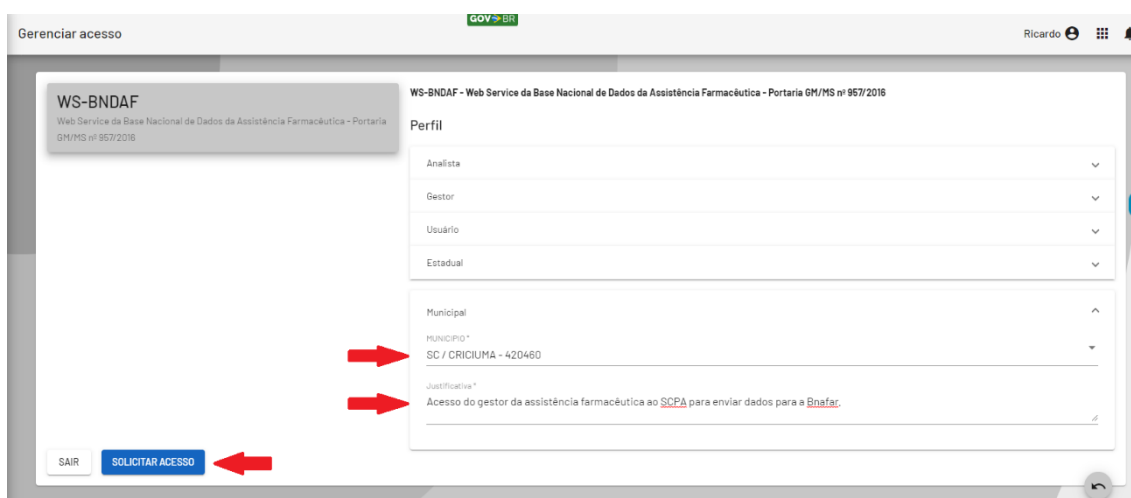 GOV BR
Gerenciar acesso
Ricardo
WS-BNDAF
Web Service da Base Nacional de Dados da Assistência Farmacêutica - Portaria
GM/MS nº 957/2016
WS-BNDAF - Web Service da Base Nacional de Dados da Assistência Farmacêutica - Portaria GM/MS nº 957/2016
Perfil
Analista
Gestor
Usuário
Estadual
Municipal
MUNICIPIO *
SC / CRICIUMA - 420460
Justificativa *
Acesso do gestor da assistência farmacêutica ao SCPA para enviar dados para a Bnafar.
SAIR
SOLICITAR ACESSO